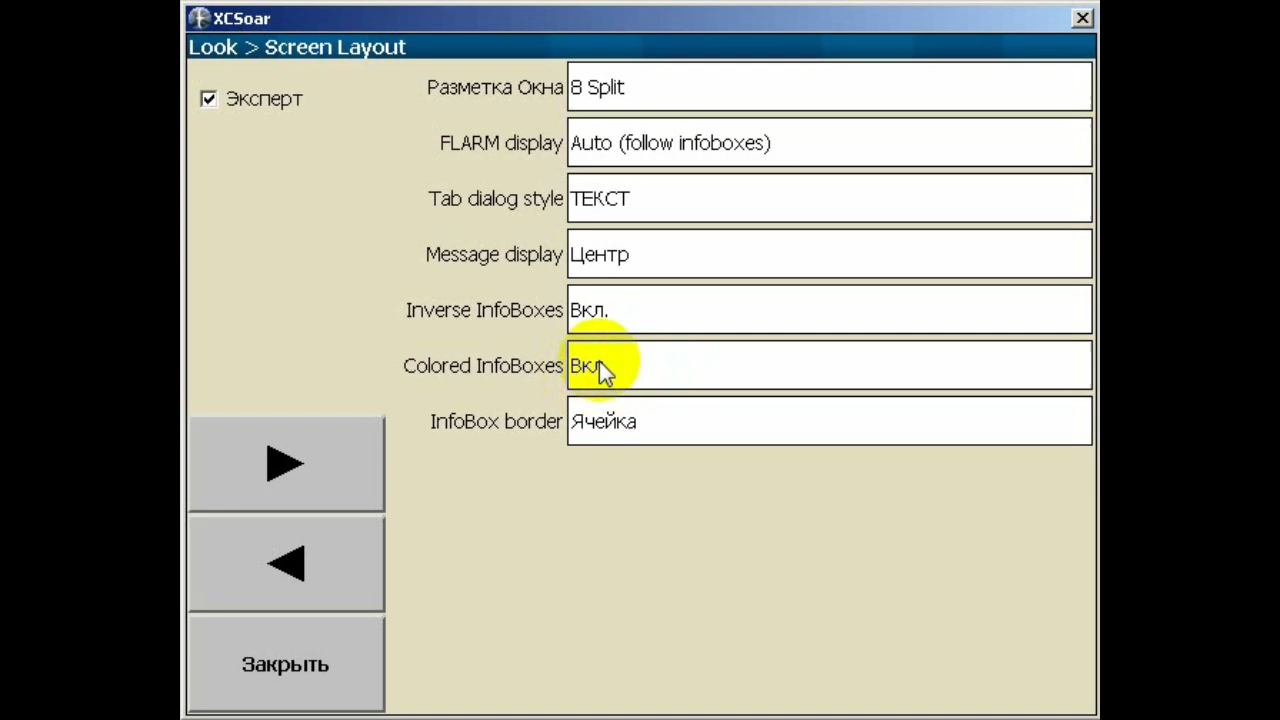 XCSoar
Look > Screen Layout
Эксперт
Разметка Окна 8 Split
FLARM display Auto (follow infoboxes)
Tab dialog style ТЕКСТ
Message display Центр
Inverse InfoBoxes Вкл.
Colored InfoBoxes Вкл
InfoBox border Ячейка
Закрыть